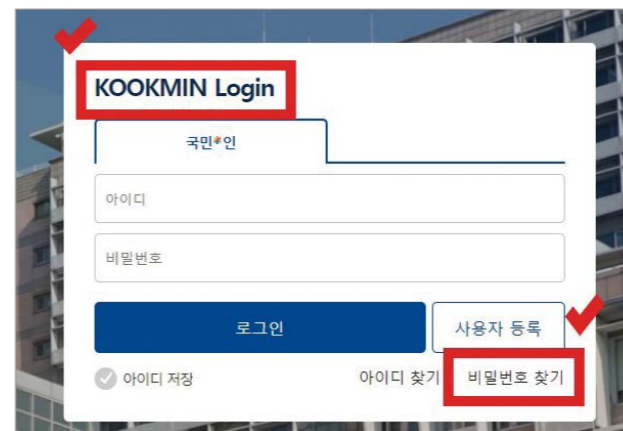 KOOKMIN Login
국민*인
아이디
비밀번호
로그인
사용자 등록
아이디 저장
아이디 찾기
비밀번호 찾기